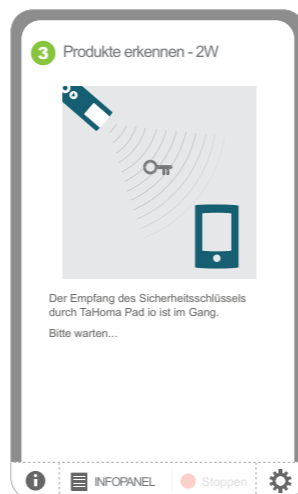 3 Produkte erkennen - 2W
Der Empfang des Sicherheitsschlüssels
durch TaHoma Pad io ist im Gang.
Bitte warten...
INFOPANEL Stoppen